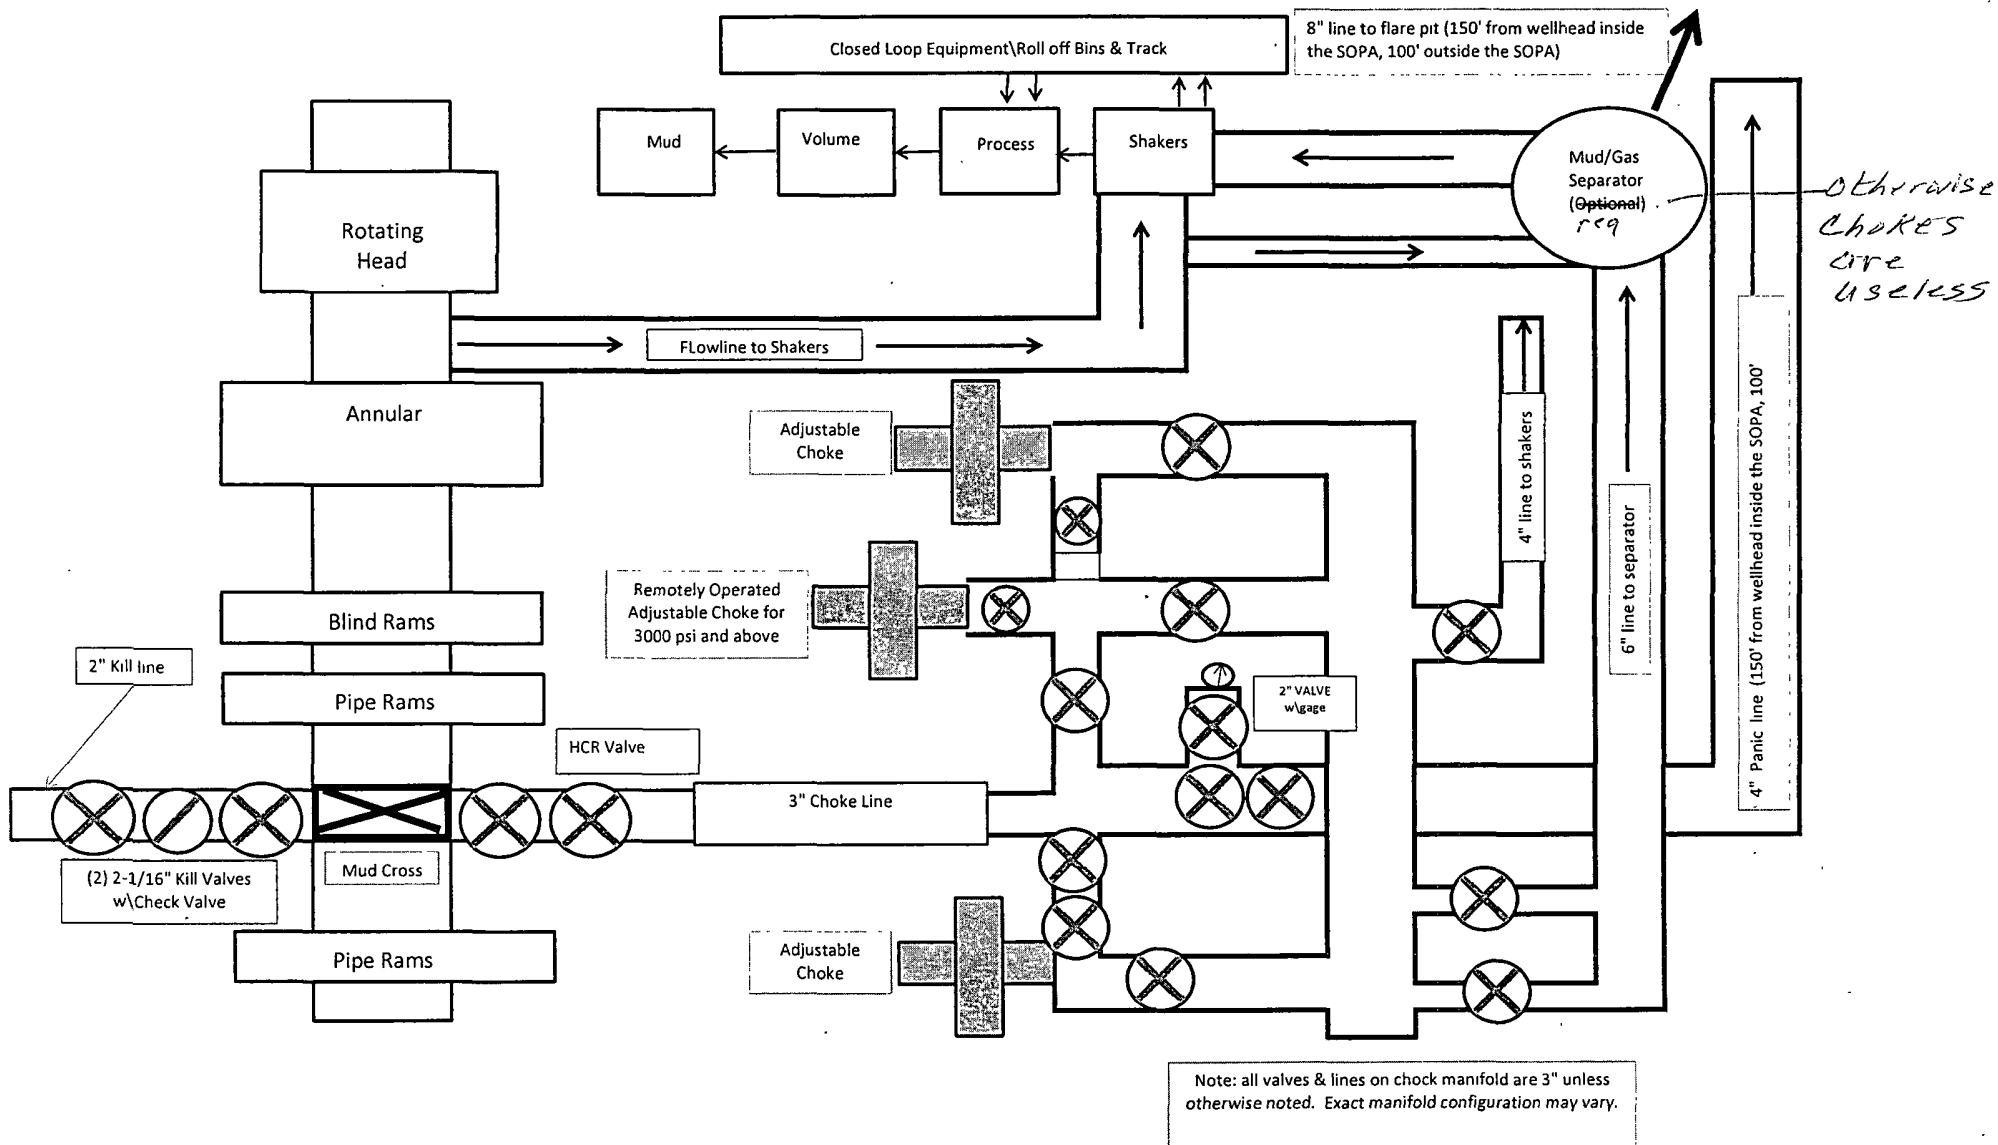 Closed Loop Equipment\Roll off Bins & Track
8" line to flare pit (150' from wellhead inside
the SOPA, 100' outside the SOPA)
Mud
Volume
Process
Shakers
Mud/Gas
Separator
(Optional)
req
otherwise
chokes
are
useless
Rotating
Head
FLowline to Shakers
Annular
Adjustable
Choke
4" line to shakers
6" line to separator
4" Panic line (150' from wellhead inside the SOPA, 100'
Remotely Operated
Adjustable Choke for
3000 psi and above
Blind Rams
2" Kill line
Pipe Rams
2" VALVE
w\gage
HCR Valve
3" Choke Line
(2) 2-1/16" Kill Valves
w\Check Valve
Mud Cross
Pipe Rams
Adjustable
Choke
Note: all valves & lines on chock manifold are 3" unless
otherwise noted. Exact manifold configuration may vary.